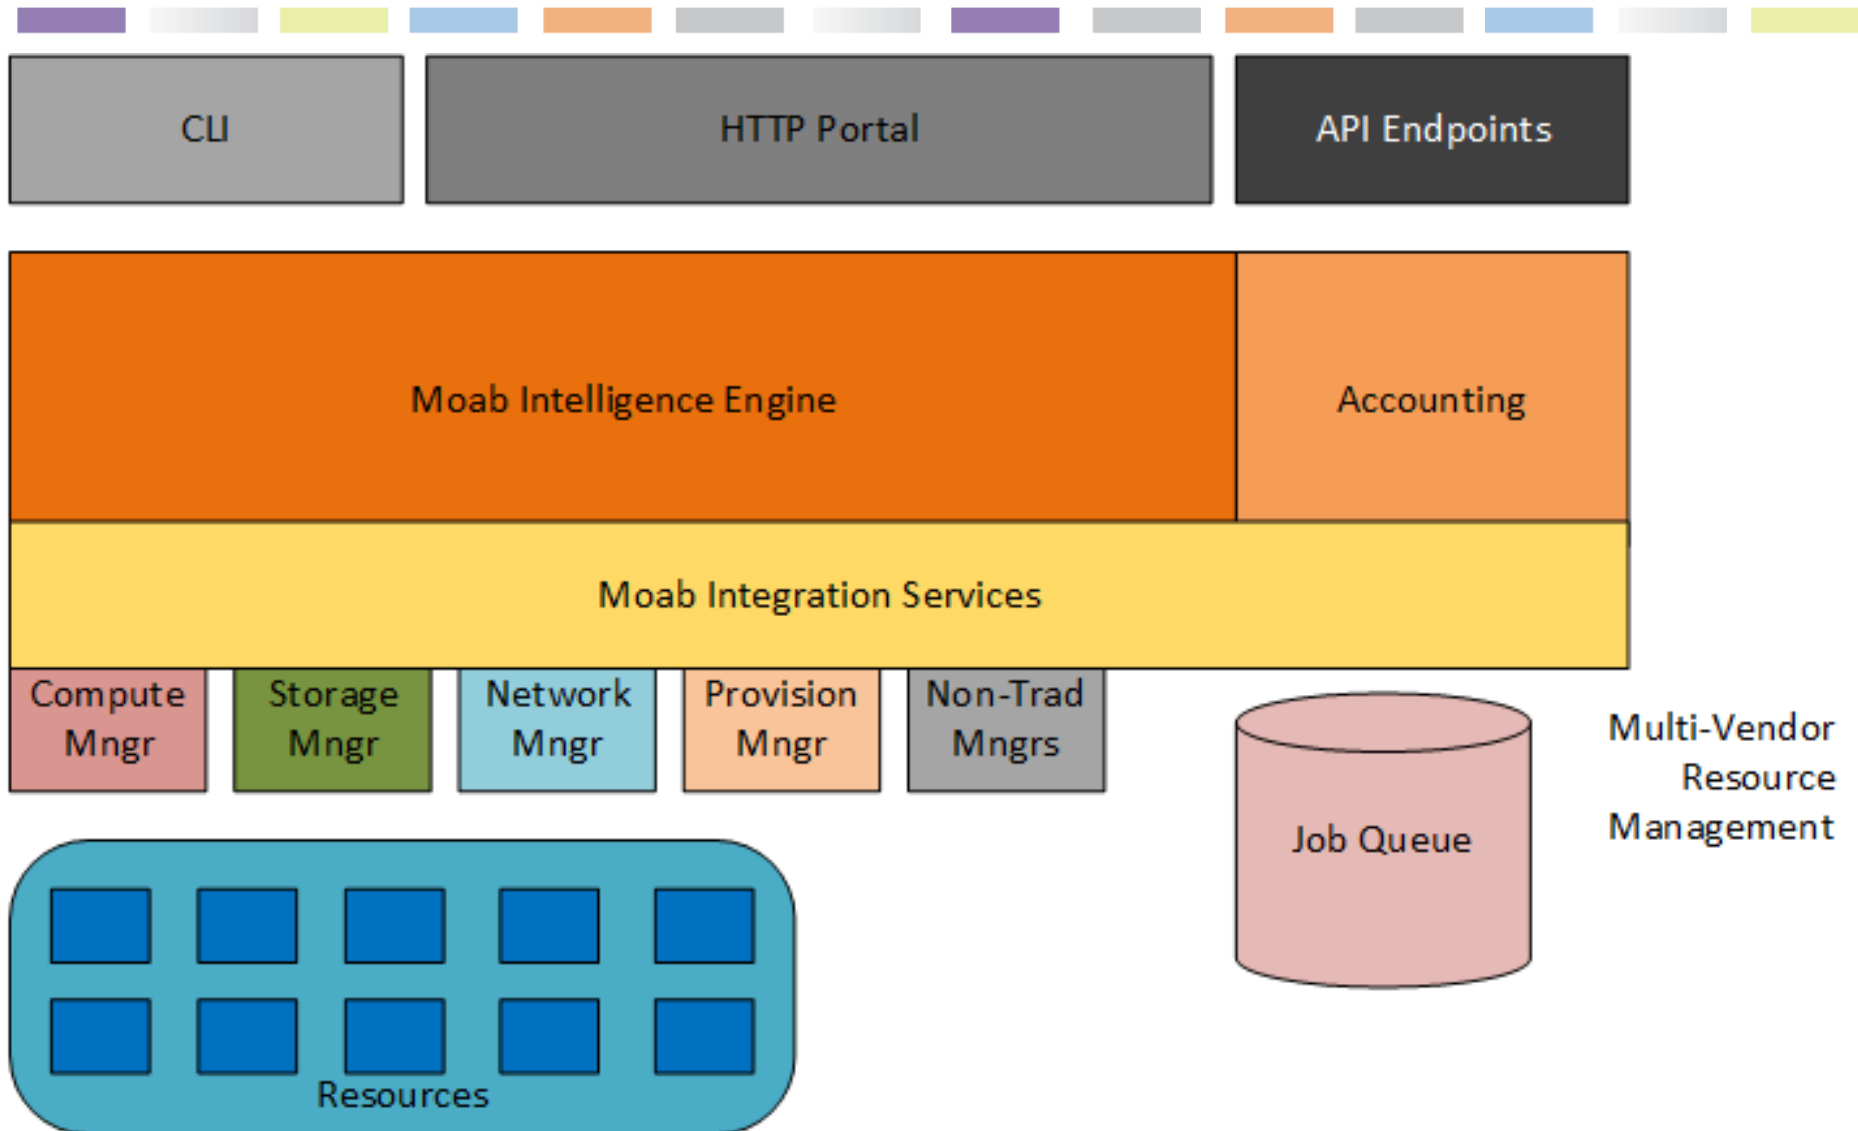 CLI
HTTP Portal
API Endpoints
Moab Intelligence Engine
Accounting
Moab Integration Services
Compute
Mngr
Storage
Mngr
Network
Mngr
Provision
Mngr
Non-Trad
Mngrs
Job Queue
Multi-Vendor
Resource
Management
Resources